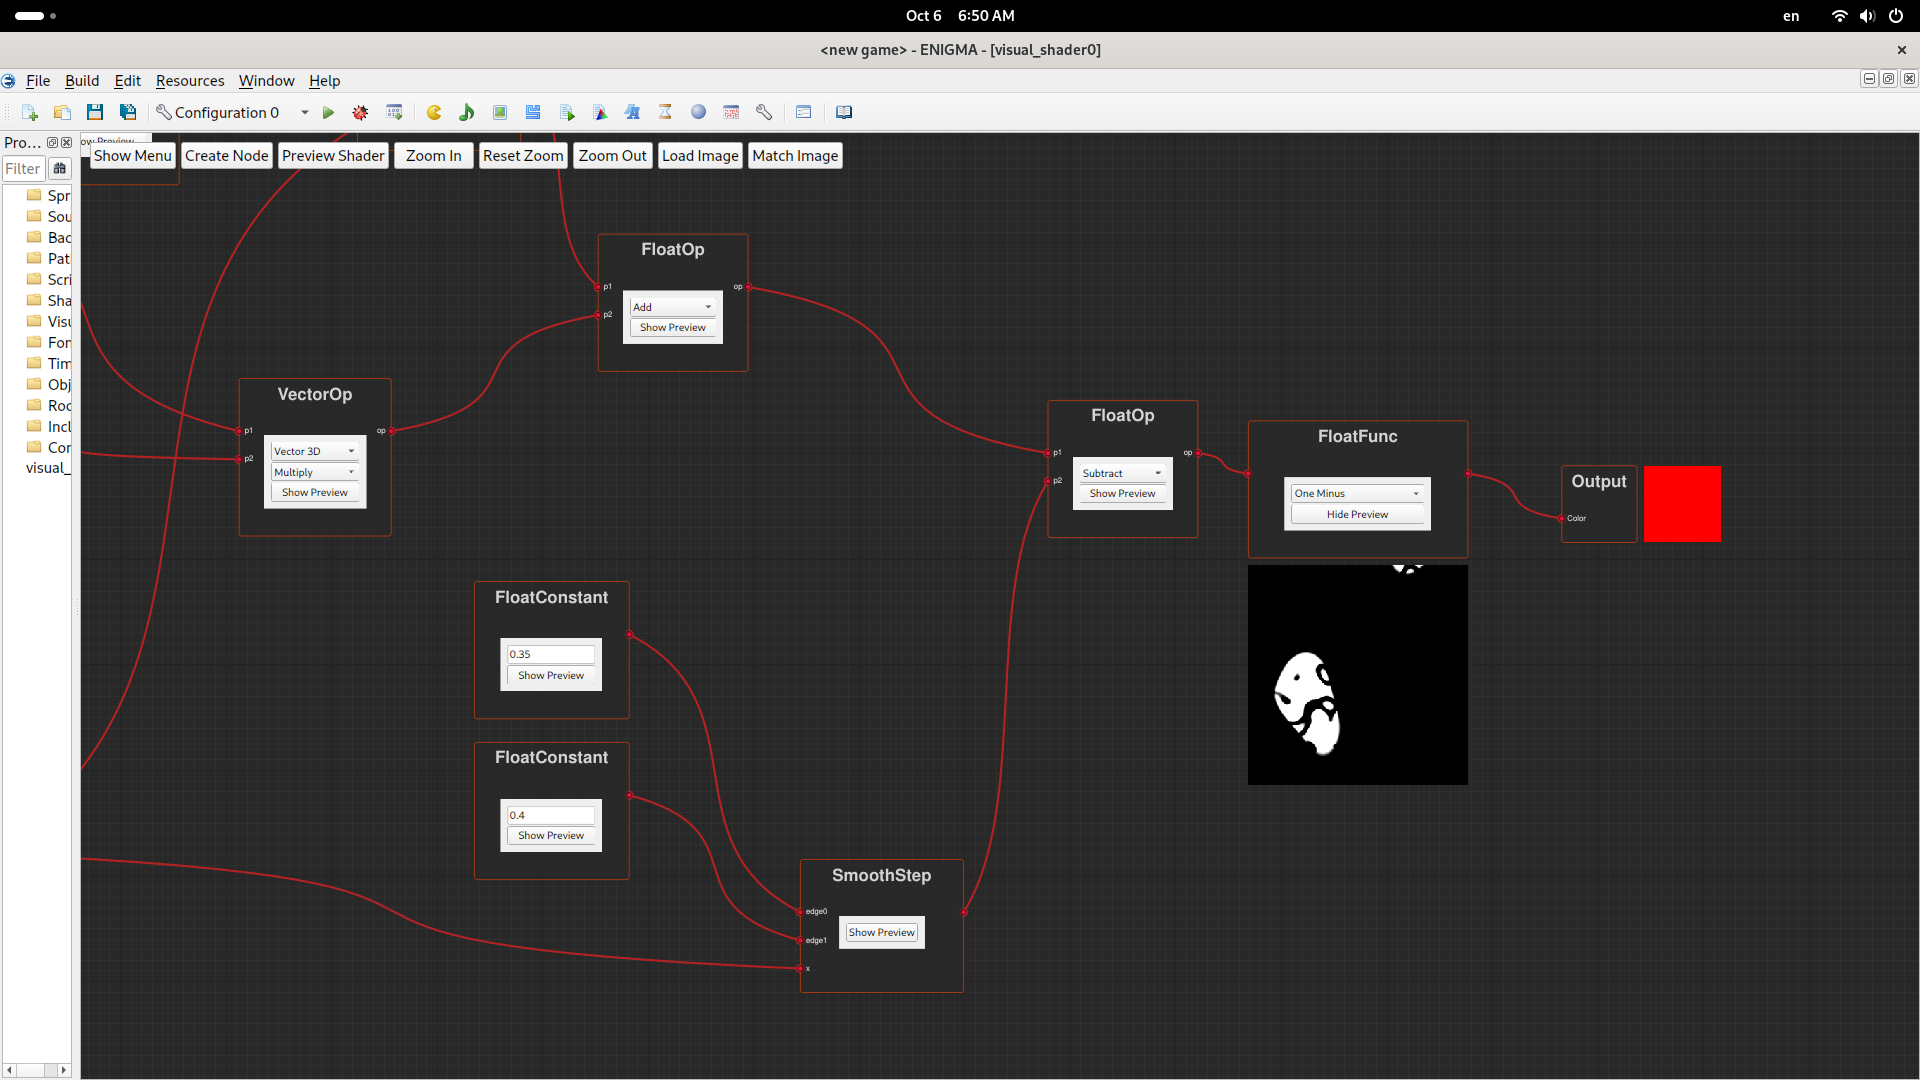 Oct 6 6:50 AM en
<new game> - ENIGMA - [visual_shader0]
File Build Edit Resources Window Help
Configuration 0
Pro...
Filter
Spr
Sou
Bac
Pat
Scri
Sha
Visu
Fon
Tim
Obj
Roo
Incl
Con
visual_
Show Menu Create Node Preview Shader Zoom In Reset Zoom Zoom Out Load Image Match Image
FloatOp
p1 op
p2
Add
Show Preview
VectorOp
p1 op
p2
Vector 3D
Multiply
Show Preview
FloatOp
p1 op
p2
Subtract
Show Preview
FloatFunc
One Minus
Hide Preview
Output
Color
FloatConstant
0.35
Show Preview
FloatConstant
0.4
Show Preview
SmoothStep
edge0
edge1
x
Show Preview